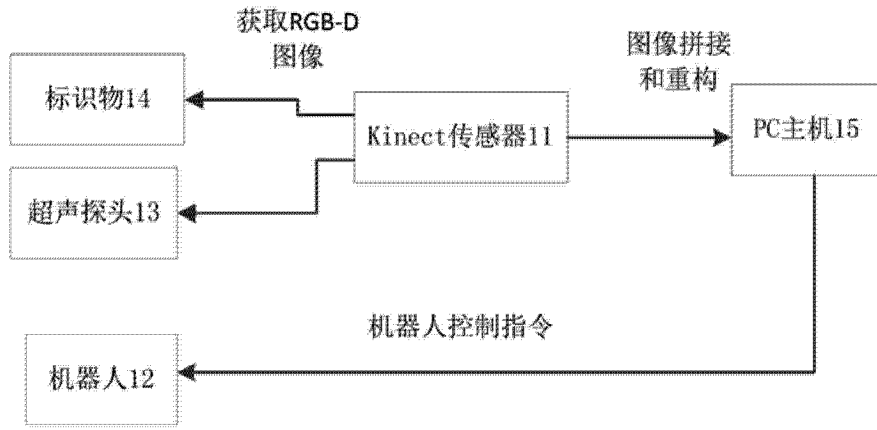 获取RGB-D
图像
图像拼接
和重构
标识物14
Kinect传感器11
PC主机15
超声探头13
机器人控制指令
机器人12